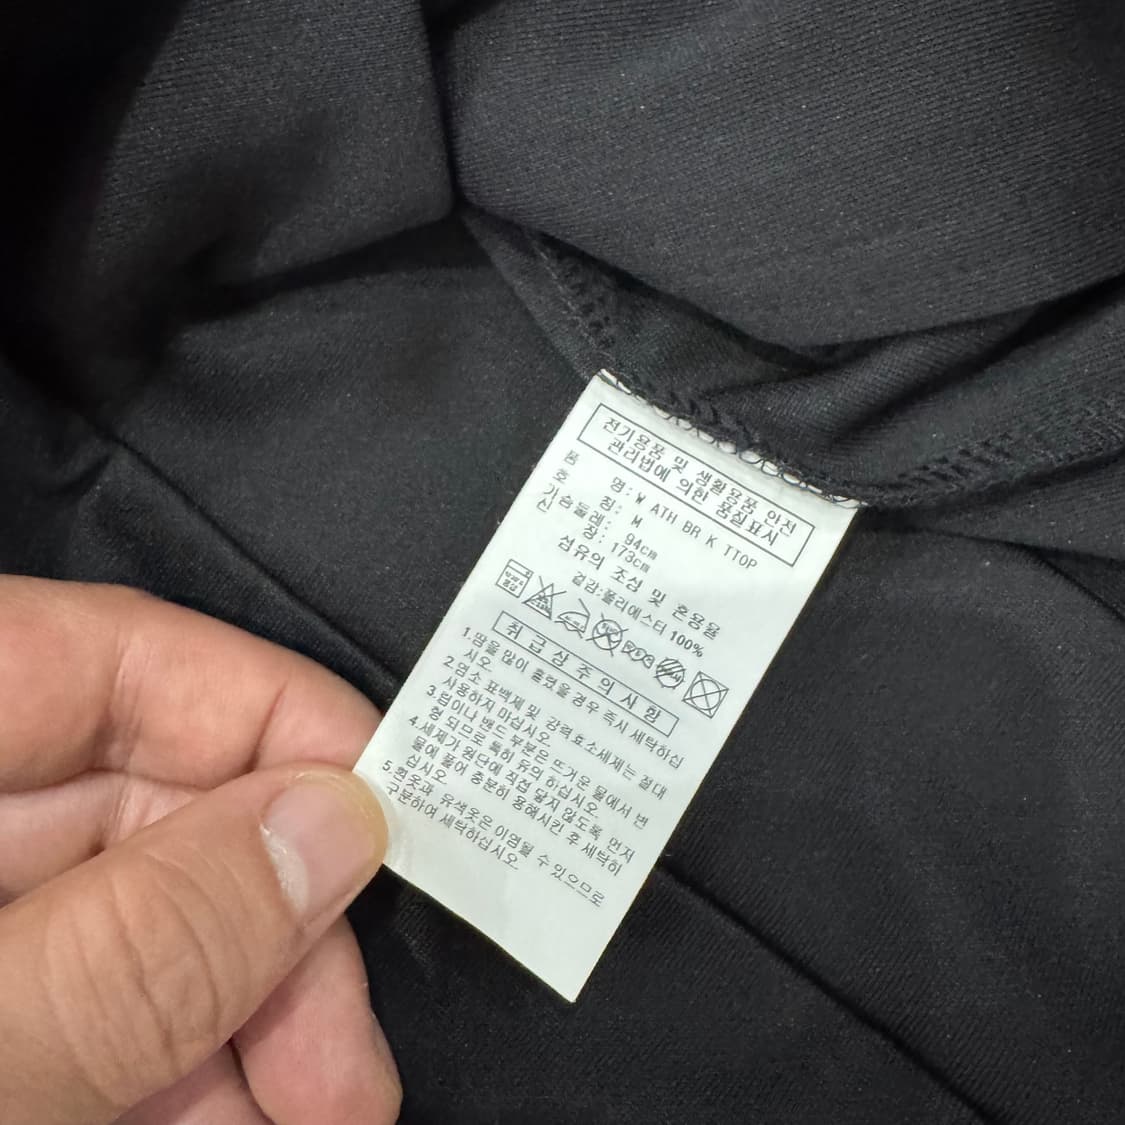 전기용품 및 생활용품 안전
관리법에 의한 품질표시
품 명: W ATH BR K TTOP
호 칭: M
가슴둘레: 94cm
신 장: 173cm
섬유의 조성 및 혼용율
겉감:폴리에스터 100%
취급상주의사항
1.땀을 많이 흘렸을 경우 즉시 세탁하십
시오.
2.염소 표백제 및 강력효소세제는 절대
사용하지 마십시오.
3.립이나 밴드 부분은 뜨거운 물에서 변
형 되므로 특히 유의 하십시오.
4.세제가 원단에 직접 닿지 않도록 먼저
물에 풀어 충분히 용해시킨 후 세탁하
십시오.
5.흰옷과 유색옷은 이염될 수 있으므로
구분하여 세탁하십시오.